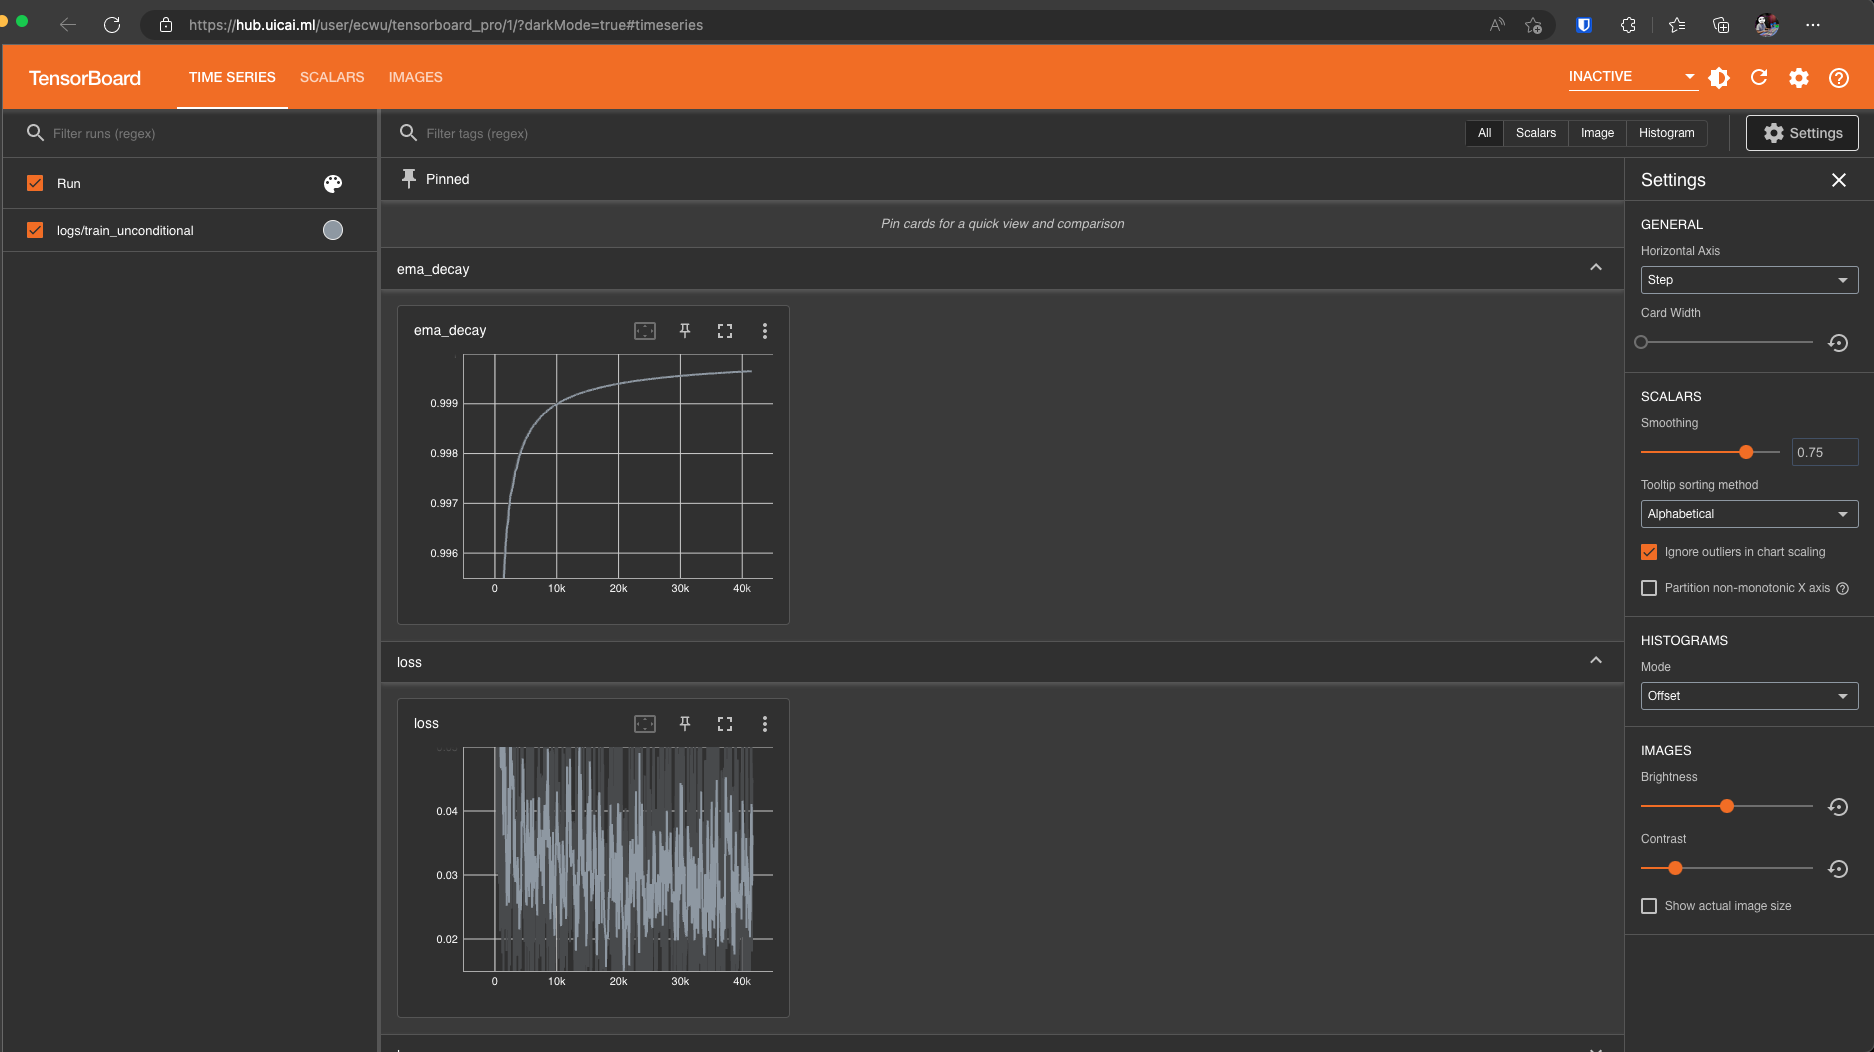 https://hub.uicai.ml/user/ecwu/tensorboard_pro/1/?darkMode=true#timeseries
TensorBoard
TIME SERIES
SCALARS
IMAGES
INACTIVE
Filter runs (regex)
Filter tags (regex)
All
Scalars
Image
Histogram
Settings
Run
logs/train_unconditional
Pinned
Pin cards for a quick view and comparison
ema_decay
ema_decay
0.999
0.998
0.997
0.996
0
10k
20k
30k
40k
loss
loss
0.04
0.03
0.02
0
10k
20k
30k
40k
Settings
GENERAL
Horizontal Axis
Step
Card Width
SCALARS
Smoothing
0.75
Tooltip sorting method
Alphabetical
Ignore outliers in chart scaling
Partition non-monotonic X axis
HISTOGRAMS
Mode
Offset
IMAGES
Brightness
Contrast
Show actual image size